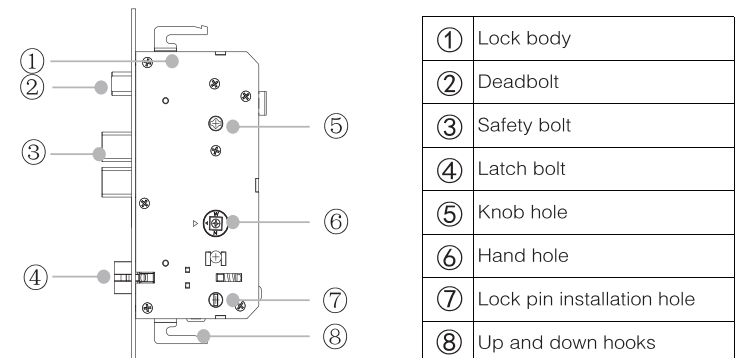 ①
②
③
④
⑤
⑥
⑦
⑧
① Lock body
② Deadbolt
③ Safety bolt
④ Latch bolt
⑤ Knob hole
⑥ Hand hole
⑦ Lock pin installation hole
⑧ Up and down hooks